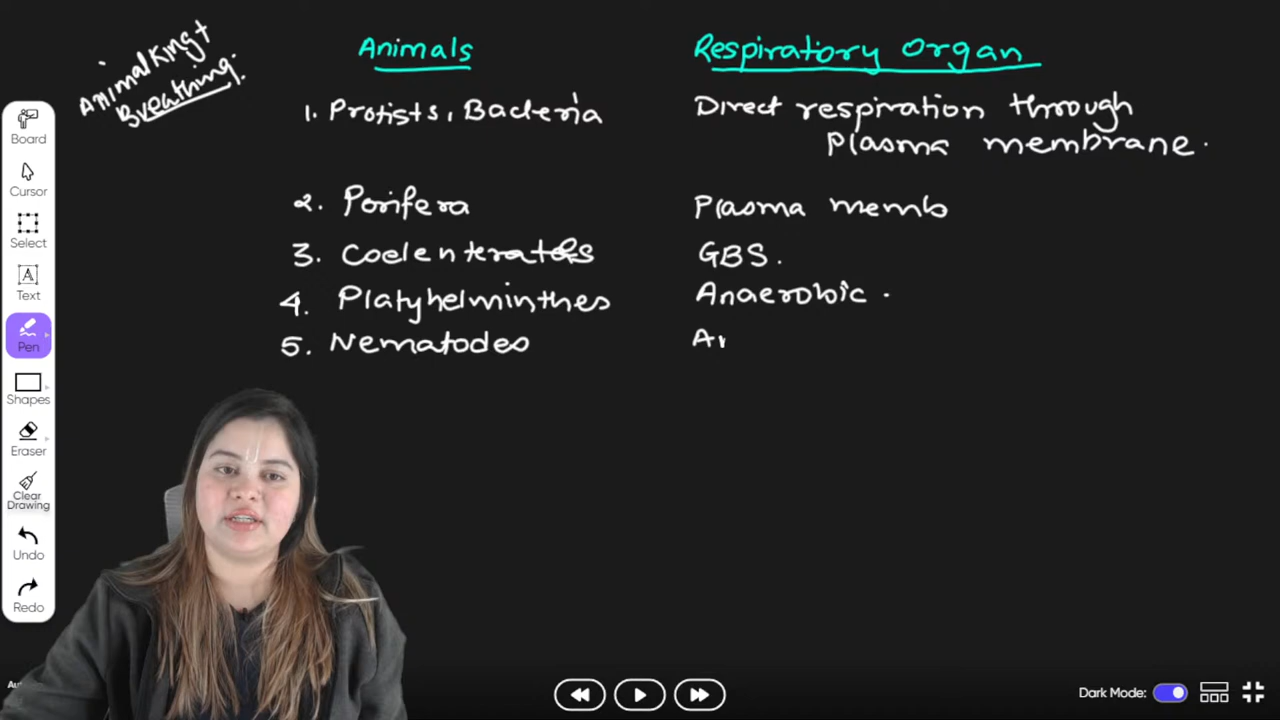 Animal King +
Breathing.
Animals
Respiratory Organ
1. Protists, Bacteria
Direct respiration through
Plasma membrane.
2. Porifera
Plasma memb
3. Coelenterates
GBS.
4. Platyhelminthes
Anaerobic.
5. Nematodes
An
Board
Cursor
Select
Text
Pen
Shapes
Eraser
Clear
Drawing
Undo
Redo
Dark Mode: